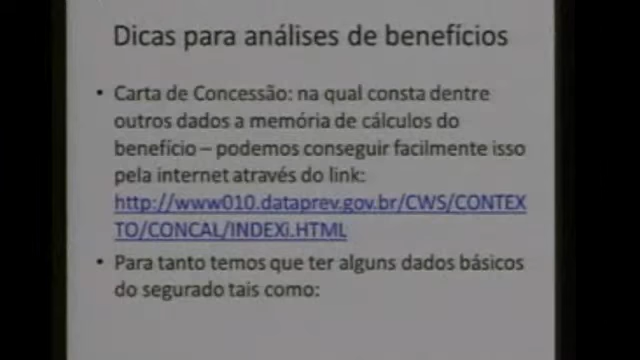 Dicas para análises de benefícios
• Carta de Concessão: na qual consta dentre
outros dados a memória de cálculos do
benefício – podemos conseguir facilmente isso
pela internet através do link:
http://www010.dataprev.gov.br/CWS/CONTEX
TO/CONCAL/INDEXi.HTML
• Para tanto temos que ter alguns dados básicos
do segurado tais como: